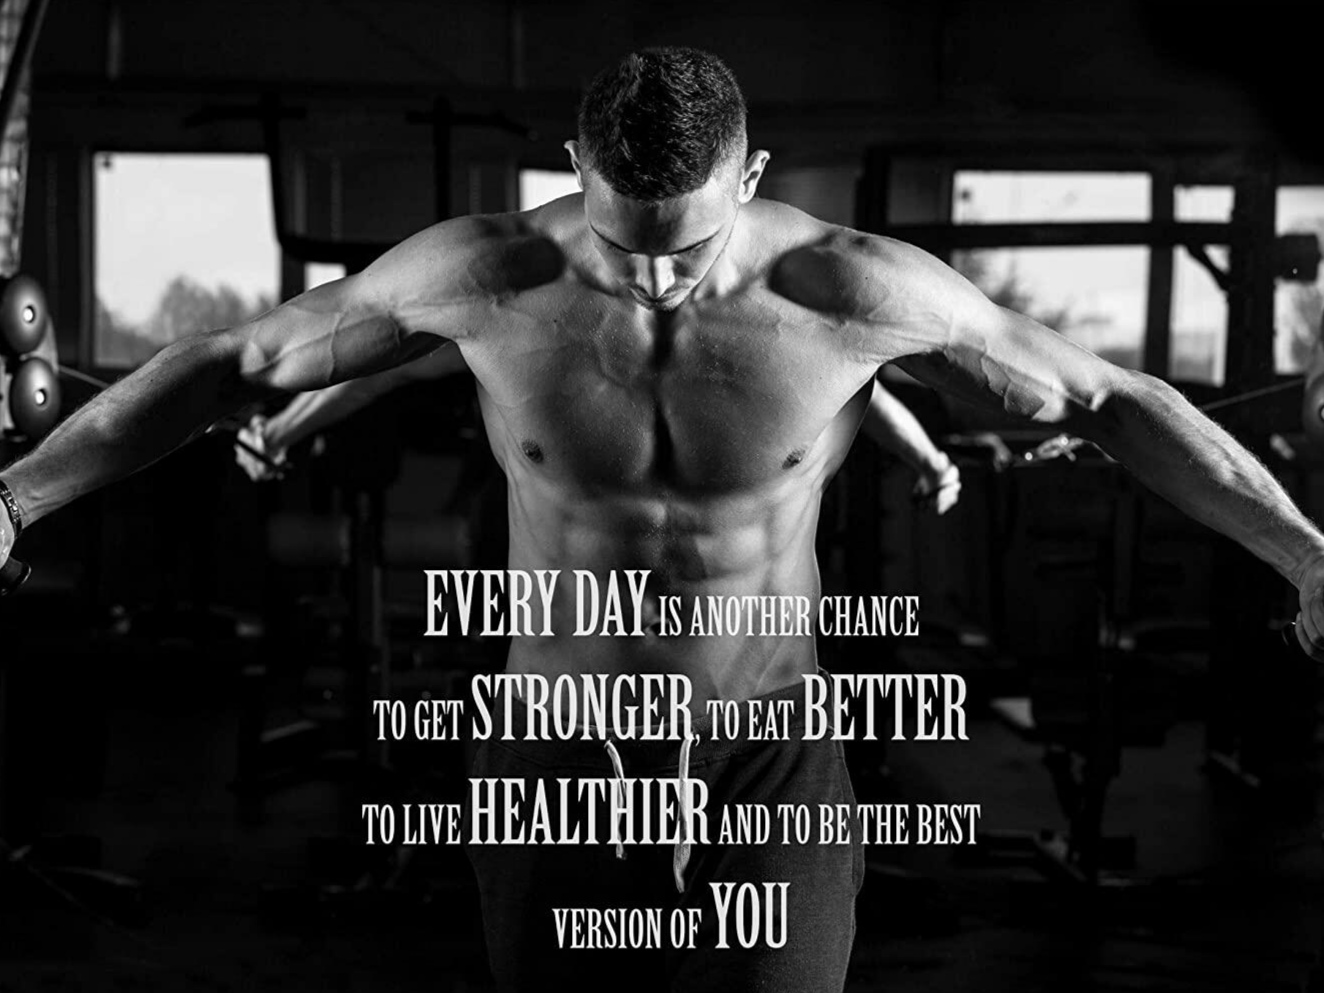 EVERY DAY IS ANOTHER CHANCE
TO GET STRONGER, TO EAT BETTER
TO LIVE HEALTHIER AND TO BE THE BEST
VERSION OF YOU